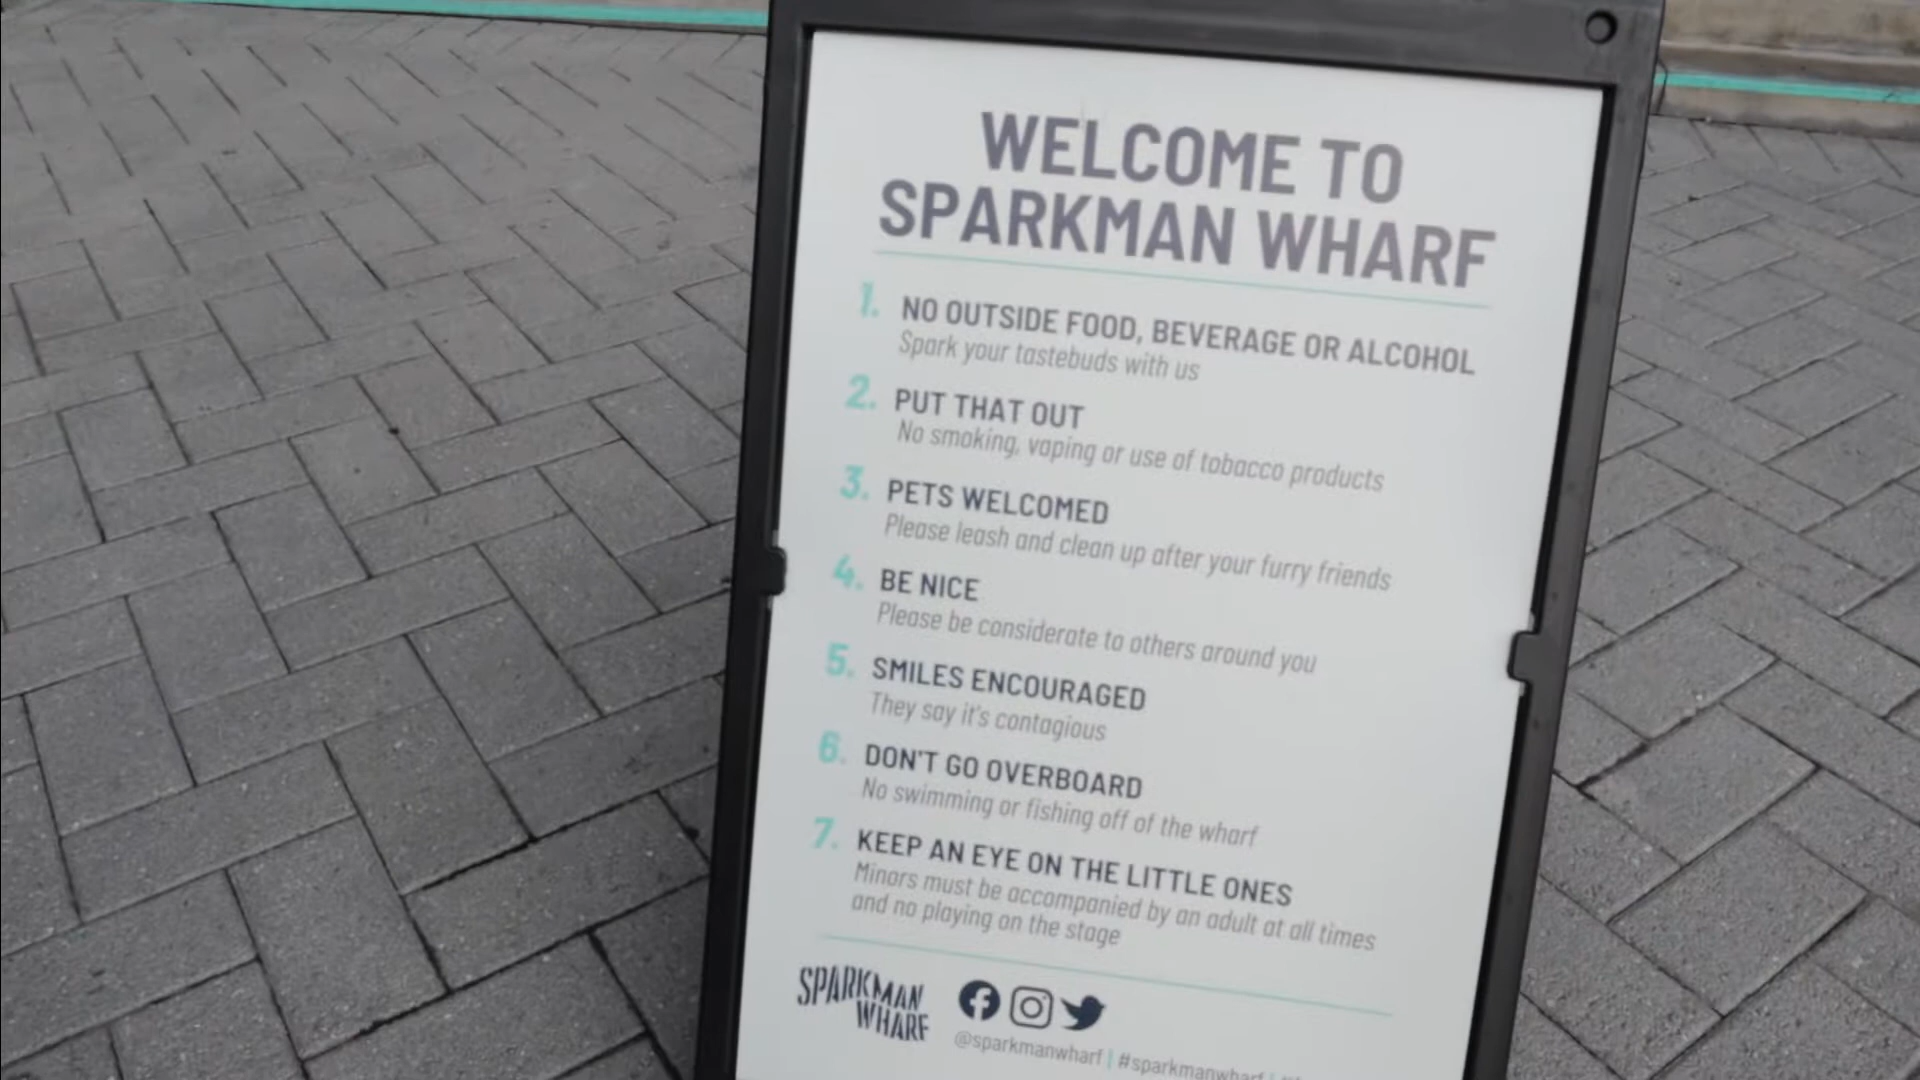 WELCOME TO
SPARKMAN WHARF
1. NO OUTSIDE FOOD, BEVERAGE OR ALCOHOL
Spark your tastebuds with us
2. PUT THAT OUT
No smoking, vaping or use of tobacco products
3. PETS WELCOMED
Please leash and clean up after your furry friends
4. BE NICE
Please be considerate to others around you
5. SMILES ENCOURAGED
They say it's contagious
6. DON'T GO OVERBOARD
No swimming or fishing off of the wharf
7. KEEP AN EYE ON THE LITTLE ONES
Minors must be accompanied by an adult at all times
and no playing on the stage
SPARKMAN
WHARF
@sparkmanwharf | #sparkmanwharf |